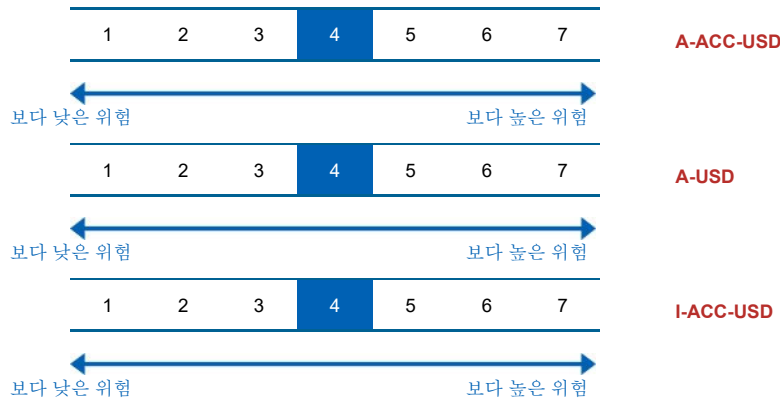 1 2 3 4 5 6 7 A-ACC-USD
보다 낮은 위험 보다 높은 위험
1 2 3 4 5 6 7 A-USD
보다 낮은 위험 보다 높은 위험
1 2 3 4 5 6 7 I-ACC-USD
보다 낮은 위험 보다 높은 위험